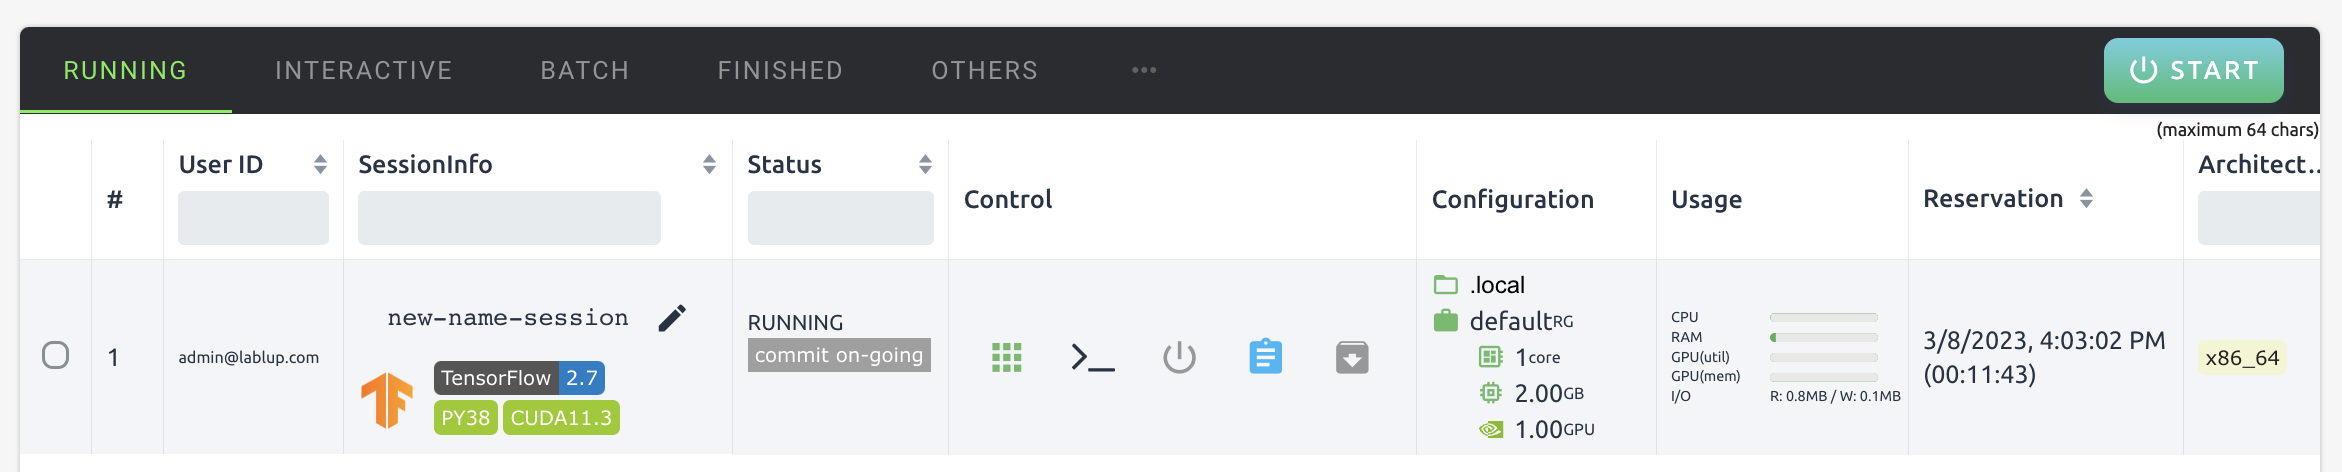 RUNNING INTERACTIVE BATCH FINISHED OTHERS ••• START
(maximum 64 chars)
# User ID SessionInfo Status Control Configuration Usage Reservation Architect...
1 admin@lablup.com
new-name-session
TensorFlow 2.7
PY38 CUDA11.3
RUNNING
commit on-going
.local
defaultRG
1core
2.00GB
1.00GPU
CPU
RAM
GPU(util)
GPU(mem)
I/O R: 0.8MB / W: 0.1MB
3/8/2023, 4:03:02 PM
(00:11:43)
x86_64